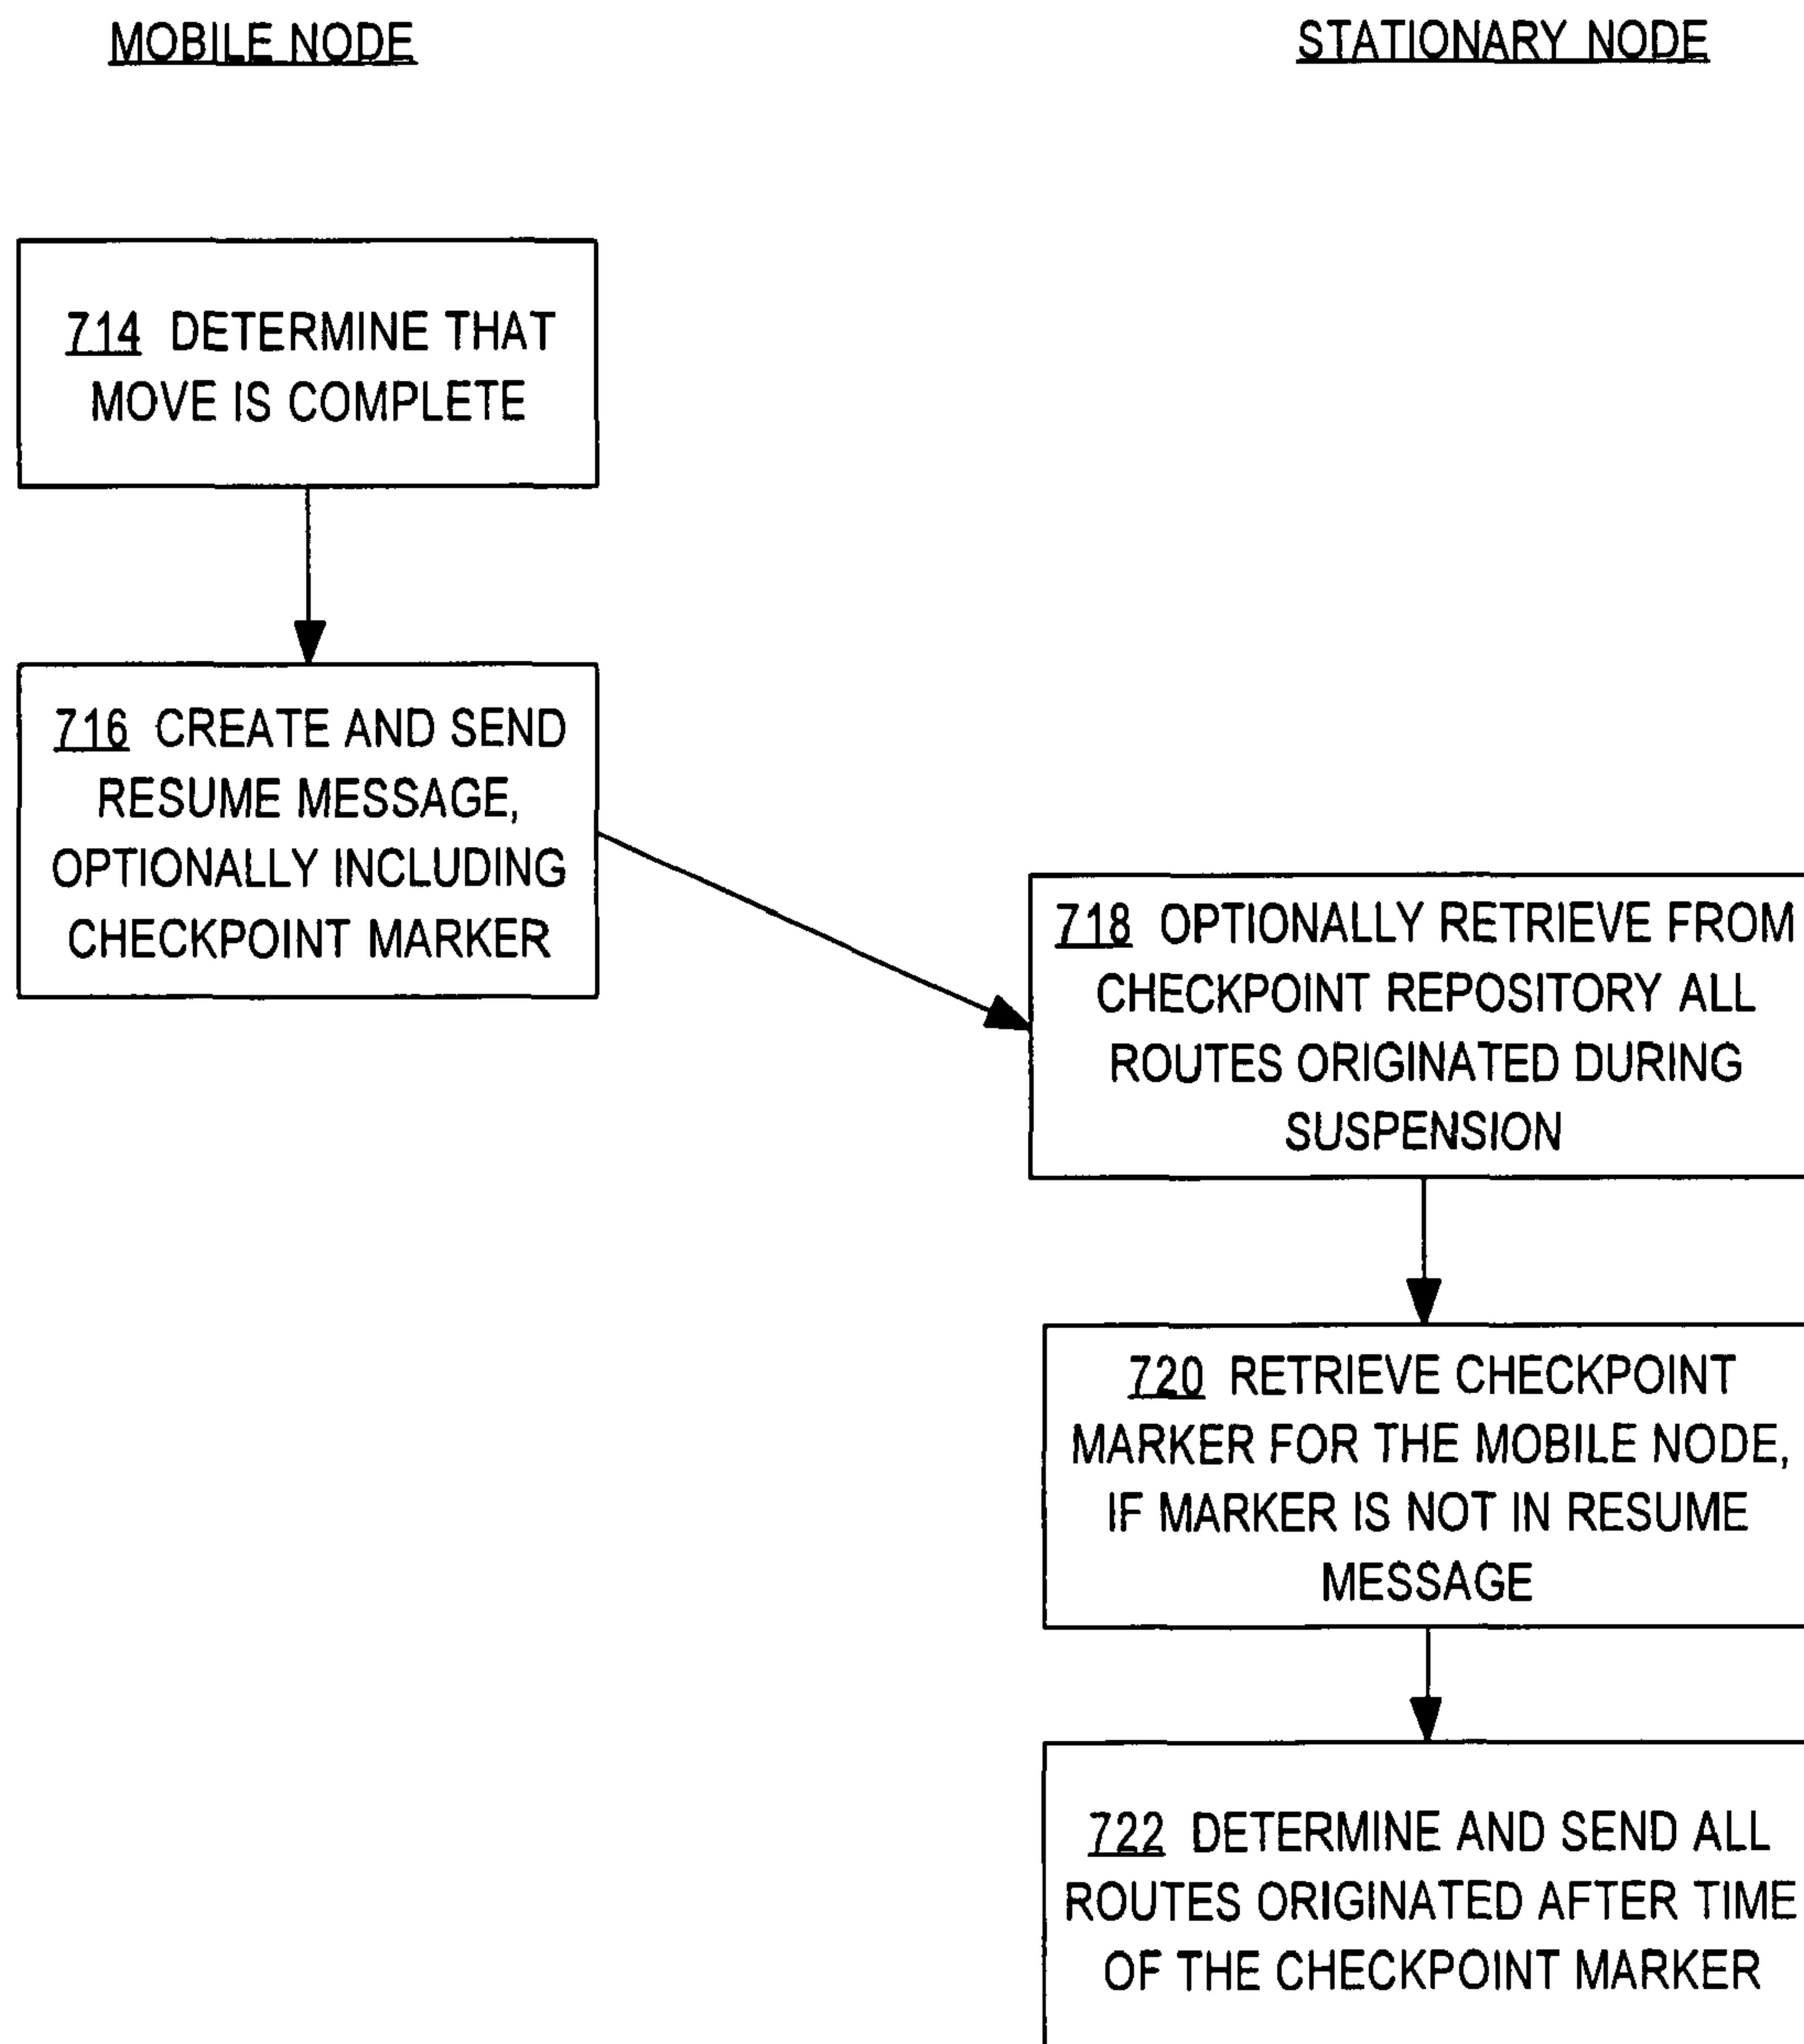 MOBILE NODE
STATIONARY NODE
714 DETERMINE THAT
MOVE IS COMPLETE
716 CREATE AND SEND
RESUME MESSAGE,
OPTIONALLY INCLUDING
CHECKPOINT MARKER
718 OPTIONALLY RETRIEVE FROM
CHECKPOINT REPOSITORY ALL
ROUTES ORIGINATED DURING
SUSPENSION
720 RETRIEVE CHECKPOINT
MARKER FOR THE MOBILE NODE,
IF MARKER IS NOT IN RESUME
MESSAGE
722 DETERMINE AND SEND ALL
ROUTES ORIGINATED AFTER TIME
OF THE CHECKPOINT MARKER